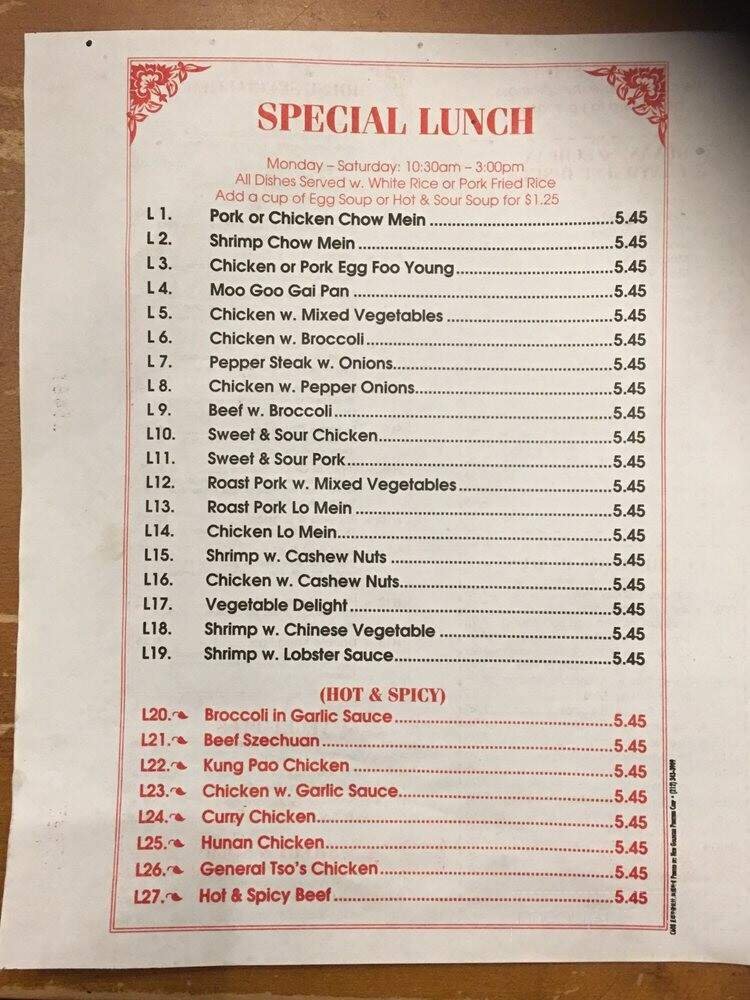 SPECIAL LUNCH
Monday – Saturday: 10:30am – 3:00pm
All Dishes Served w. White Rice or Pork Fried Rice
Add a cup of Egg Soup or Hot & Sour Soup for $1.25
L 1. Pork or Chicken Chow Mein 5.45
L 2. Shrimp Chow Mein 5.45
L 3. Chicken or Pork Egg Foo Young 5.45
L 4. Moo Goo Gai Pan 5.45
L 5. Chicken w. Mixed Vegetables 5.45
L 6. Chicken w. Broccoli 5.45
L 7. Pepper Steak w. Onions 5.45
L 8. Chicken w. Pepper Onions 5.45
L 9. Beef w. Broccoli 5.45
L10. Sweet & Sour Chicken 5.45
L11. Sweet & Sour Pork 5.45
L12. Roast Pork w. Mixed Vegetables 5.45
L13. Roast Pork Lo Mein 5.45
L14. Chicken Lo Mein 5.45
L15. Shrimp w. Cashew Nuts 5.45
L16. Chicken w. Cashew Nuts 5.45
L17. Vegetable Delight 5.45
L18. Shrimp w. Chinese Vegetable 5.45
L19. Shrimp w. Lobster Sauce 5.45
(HOT & SPICY)
L20. Broccoli in Garlic Sauce 5.45
L21. Beef Szechuan 5.45
L22. Kung Pao Chicken 5.45
L23. Chicken w. Garlic Sauce 5.45
L24. Curry Chicken 5.45
L25. Hunan Chicken 5.45
L26. General Tso's Chicken 5.45
L27. Hot & Spicy Beef 5.45